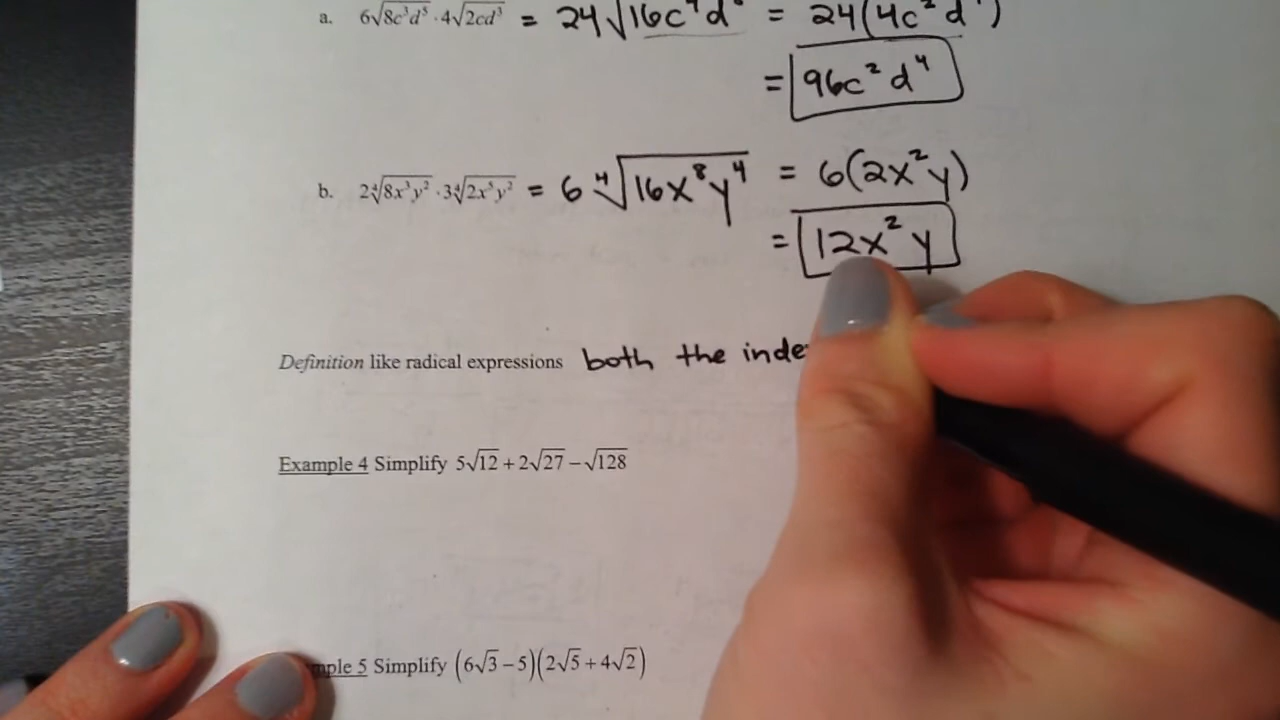 a. 6√8c³d⁵ · 4√2cd³ = 24√16c⁴d⁸ = 24(4c²d⁴)
= 96c²d⁴
b. 2∜8x³y² · 3∜2x⁵y² = 6∜16x⁸y⁴ = 6(2x²y)
= 12x²y
Definition like radical expressions both the inde
Example 4 Simplify 5√12 + 2√27 − √128
mple 5 Simplify (6√3 − 5)(2√5 + 4√2)